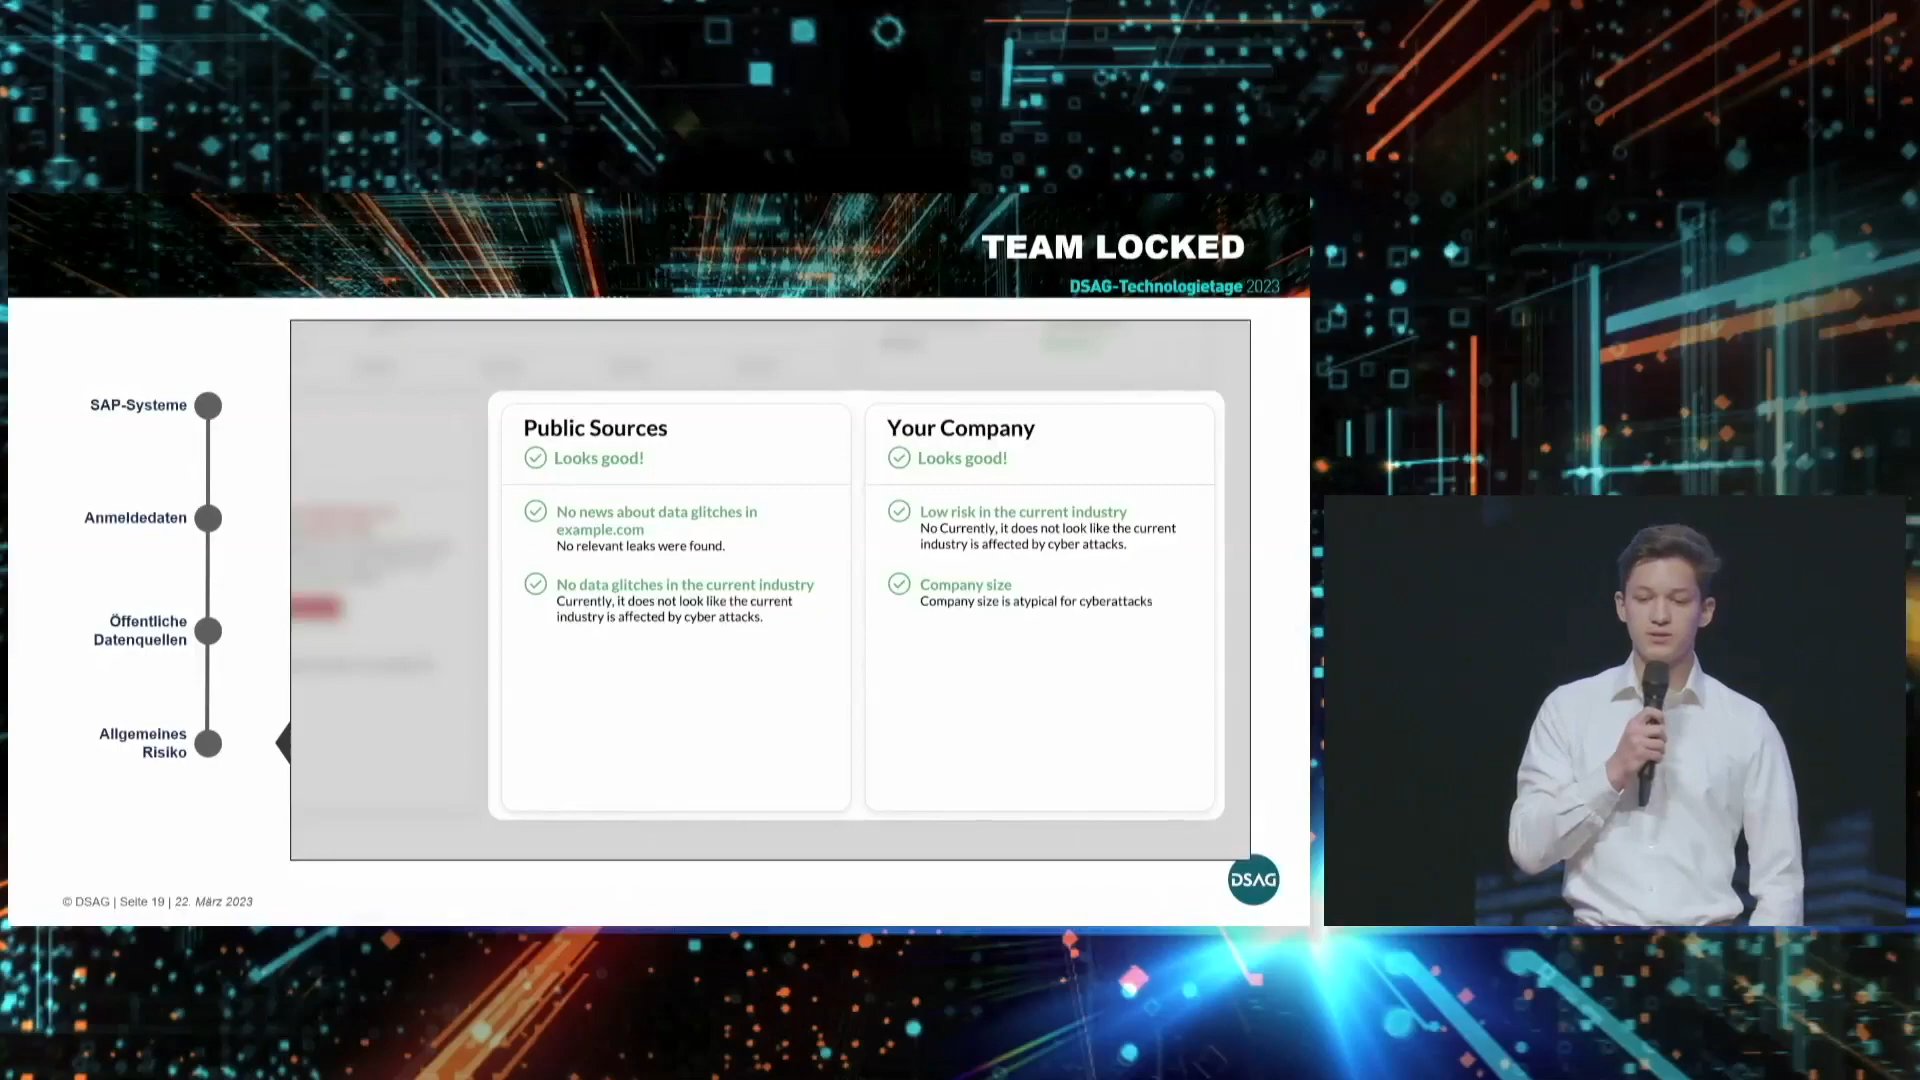 TEAM LOCKED
DSAG-Technologietage 2023
SAP-Systeme
Anmeldedaten
Öffentliche
Datenquellen
Allgemeines
Risiko
Public Sources
Looks good!
No news about data glitches in
example.com
No relevant leaks were found.
No data glitches in the current industry
Currently, it does not look like the current
industry is affected by cyber attacks.
Your Company
Looks good!
Low risk in the current industry
No Currently, it does not look like the current
industry is affected by cyber attacks.
Company size
Company size is atypical for cyberattacks
© DSAG | Seite 19 | 22. März 2023
DSAG